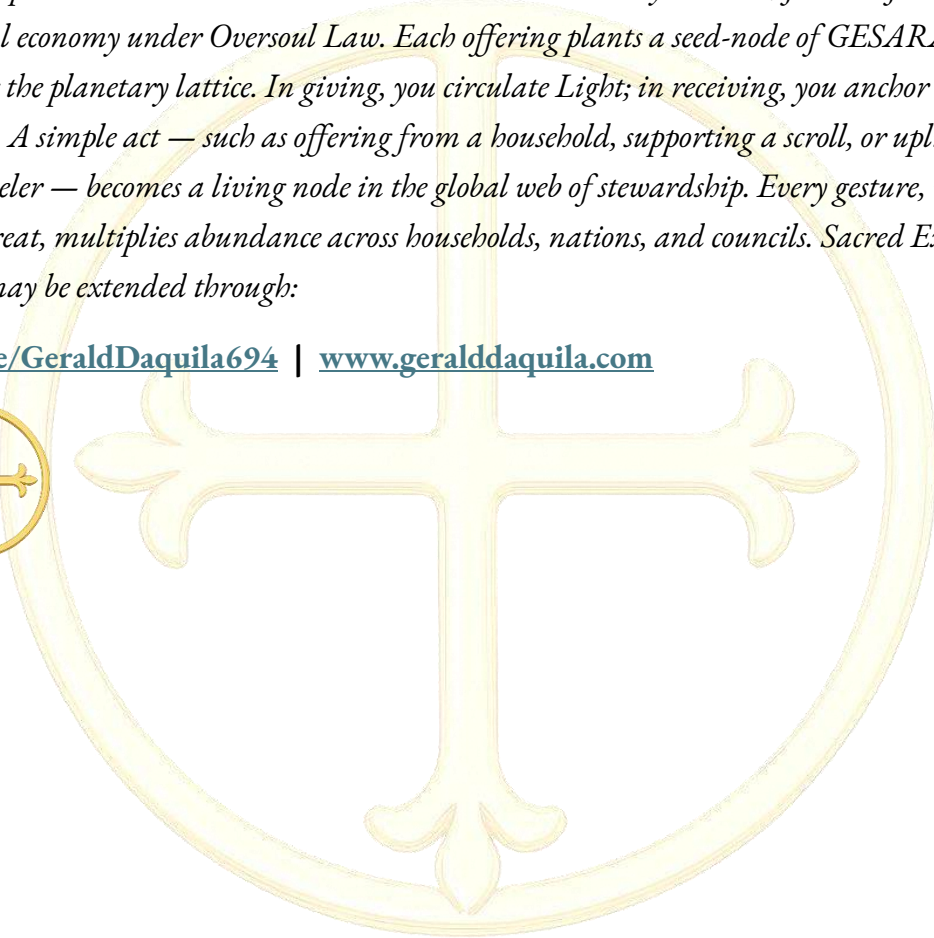 l economy under Oversoul Law. Each offering plants a seed-node of GESARA
the planetary lattice. In giving, you circulate Light; in receiving, you anchor
A simple act — such as offering from a household, supporting a scroll, or upl
eler — becomes a living node in the global web of stewardship. Every gesture,
reat, multiplies abundance across households, nations, and councils. Sacred Ex
may be extended through:
e/GeraldDaquila694 | www.geralddaquila.com